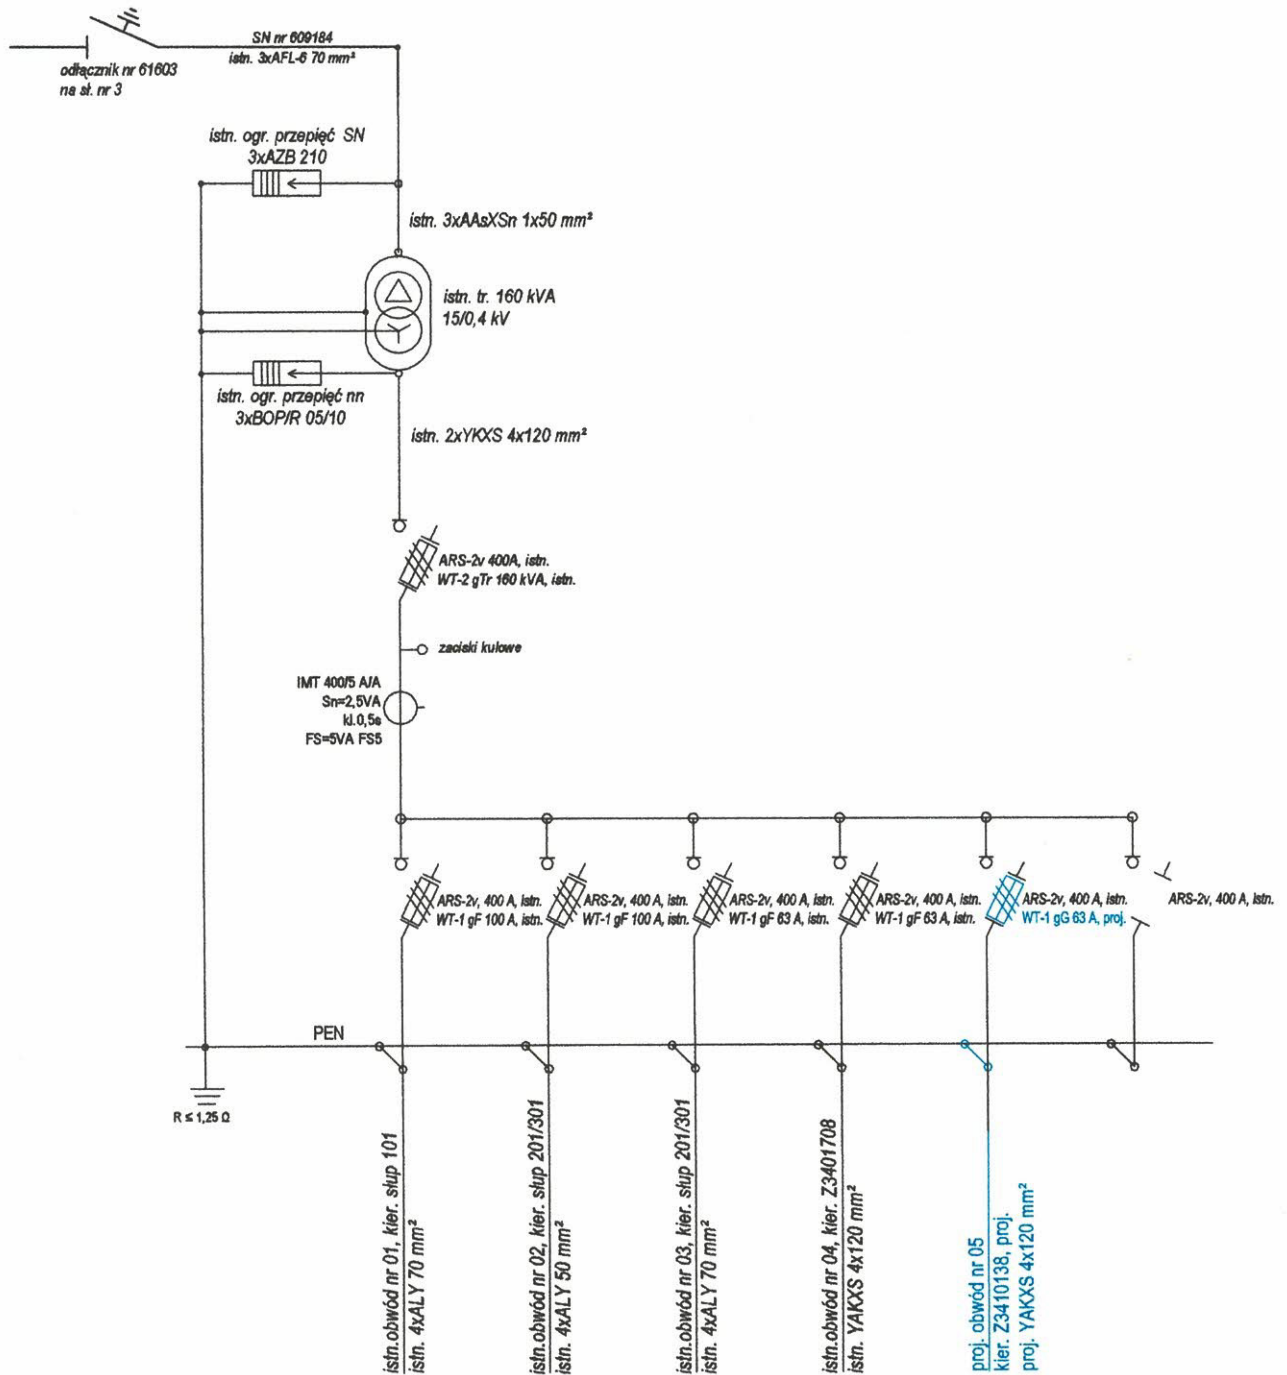 SN nr 609184
istn. 3xAFL-6 70 mm²
odłącznik nr 61603
na sł. nr 3
istn. ogr. przepięć SN
3xAZB 210
istn. 3xAAsXSn 1x50 mm²
istn. tr. 160 kVA
15/0,4 kV
istn. ogr. przepięć nn
3xBOP/R 05/10
istn. 2xYKXS 4x120 mm²
ARS-2v 400A, istn.
WT-2 gTr 160 kVA, istn.
zaciski kulowe
IMT 400/5 A/A
Sn=2,5VA
kl.0,5s
FS=5VA FS5
ARS-2v, 400 A, istn.
WT-1 gF 100 A, istn.
ARS-2v, 400 A, istn.
WT-1 gF 100 A, istn.
ARS-2v, 400 A, istn.
WT-1 gF 63 A, istn.
ARS-2v, 400 A, istn.
WT-1 gF 63 A, istn.
ARS-2v, 400 A, istn.
WT-1 gG 63 A, proj.
ARS-2v, 400 A, istn.
PEN
R ≤ 1,25 Ω
istn.obwód nr 01, kier. słup 101
istn. 4xALY 70 mm²
istn.obwód nr 02, kier. słup 201/301
istn. 4xALY 50 mm²
istn.obwód nr 03, kier. słup 201/301
istn. 4xALY 70 mm²
istn.obwód nr 04, kier. Z3401708
istn. YAKXS 4x120 mm²
proj. obwód nr 05
kier. Z3410138, proj.
proj. YAKXS 4x120 mm²